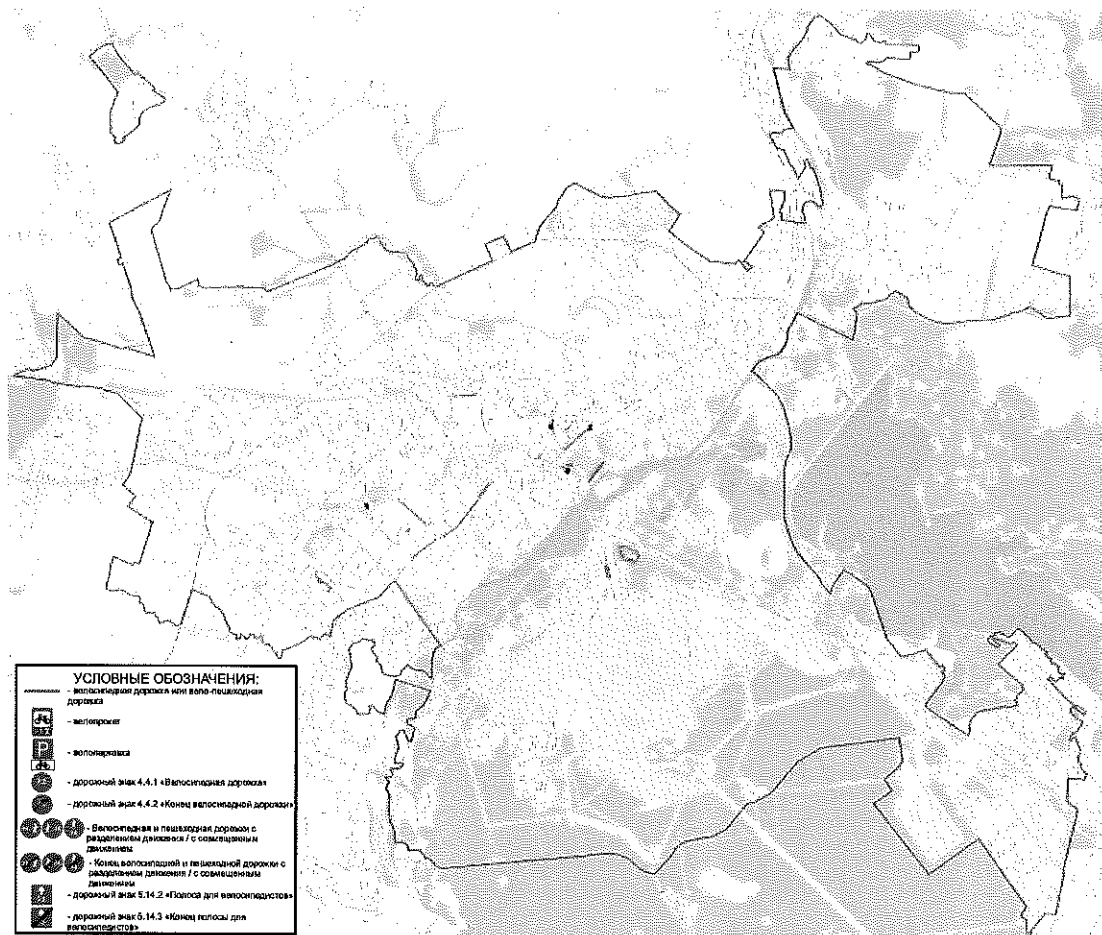 УСЛОВНЫЕ ОБОЗНАЧЕНИЯ:
- велосипедная дорожка или вело-пешеходная
дорожка
- велопрокат
P
- велопарковка
- дорожный знак 4.4.1 «Велосипедная дорожка»
- дорожный знак 4.4.2 «Конец велосипедной дорожки»
- Велосипедная и пешеходная дорожки с
разделением движения / с совмещенным
движением
- Конец велосипедной и пешеходной дорожки с
разделением движения / с совмещенным
движением
- дорожный знак 5.14.2 «Полоса для велосипедистов»
- дорожный знак 5.14.3 «Конец полосы для
велосипедистов»